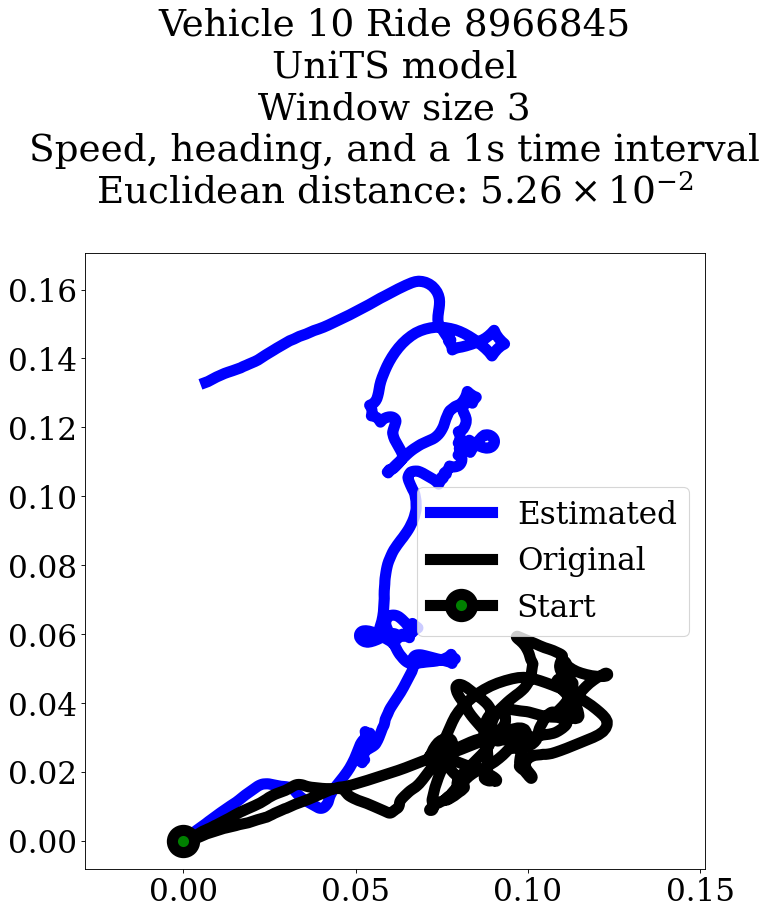 Vehicle 10 Ride 8966845
UniTS model
Window size 3
Speed, heading, and a 1s time interval
Euclidean distance: 5.26 × 10⁻²
0.16
0.14
0.12
0.10
0.08
0.06
0.04
0.02
0.00
Estimated
Original
Start
0.00 0.05 0.10 0.15